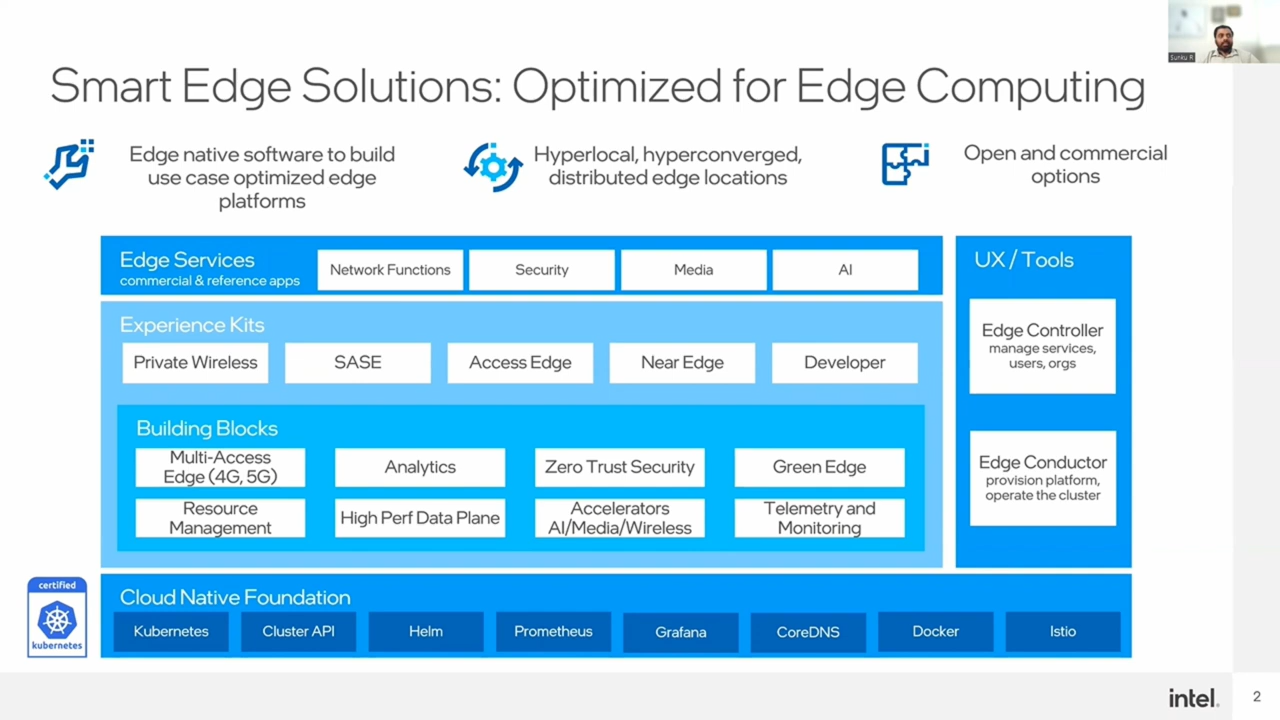 Surku R
Smart Edge Solutions: Optimized for Edge Computing
Edge native software to build
use case optimized edge
platforms
Hyperlocal, hyperconverged,
distributed edge locations
Open and commercial
options
Edge Services
commercial & reference apps
Network Functions
Security
Media
AI
Experience Kits
Private Wireless
SASE
Access Edge
Near Edge
Developer
Building Blocks
Multi-Access
Edge (4G, 5G)
Analytics
Zero Trust Security
Green Edge
Resource
Management
High Perf Data Plane
Accelerators
AI/Media/Wireless
Telemetry and
Monitoring
UX / Tools
Edge Controller
manage services,
users, orgs
Edge Conductor
provision platform,
operate the cluster
certified
kubernetes
Cloud Native Foundation
Kubernetes
Cluster API
Helm
Prometheus
Grafana
CoreDNS
Docker
Istio
intel.
2